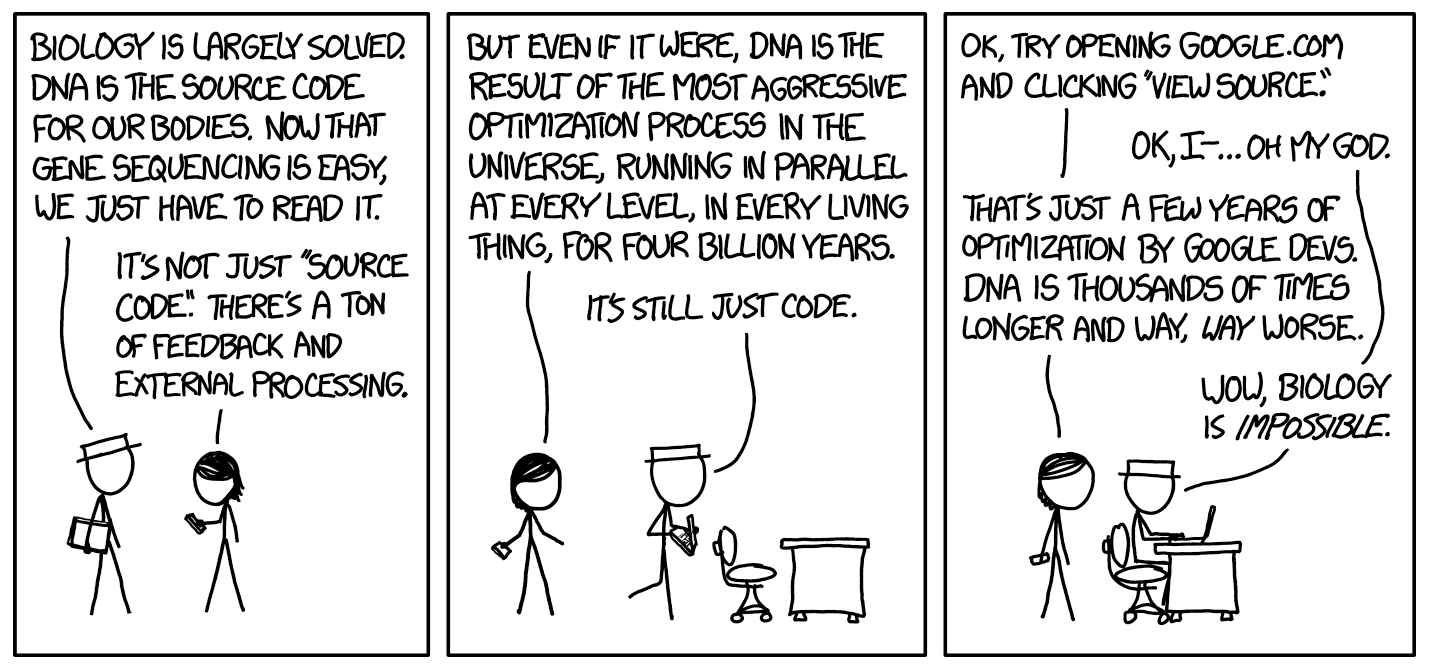 BIOLOGY IS LARGELY SOLVED.
DNA IS THE SOURCE CODE
FOR OUR BODIES. NOW THAT
GENE SEQUENCING IS EASY,
WE JUST HAVE TO READ IT.
IT'S NOT JUST "SOURCE
CODE". THERE'S A TON
OF FEEDBACK AND
EXTERNAL PROCESSING.
BUT EVEN IF IT WERE, DNA IS THE
RESULT OF THE MOST AGGRESSIVE
OPTIMIZATION PROCESS IN THE
UNIVERSE, RUNNING IN PARALLEL
AT EVERY LEVEL, IN EVERY LIVING
THING, FOR FOUR BILLION YEARS.
IT'S STILL JUST CODE.
OK, TRY OPENING GOOGLE.COM
AND CLICKING "VIEW SOURCE."
OK, I-... OH MY GOD.
THAT'S JUST A FEW YEARS OF
OPTIMIZATION BY GOOGLE DEVS.
DNA IS THOUSANDS OF TIMES
LONGER AND WAY, WAY WORSE.
WOW, BIOLOGY
IS IMPOSSIBLE.